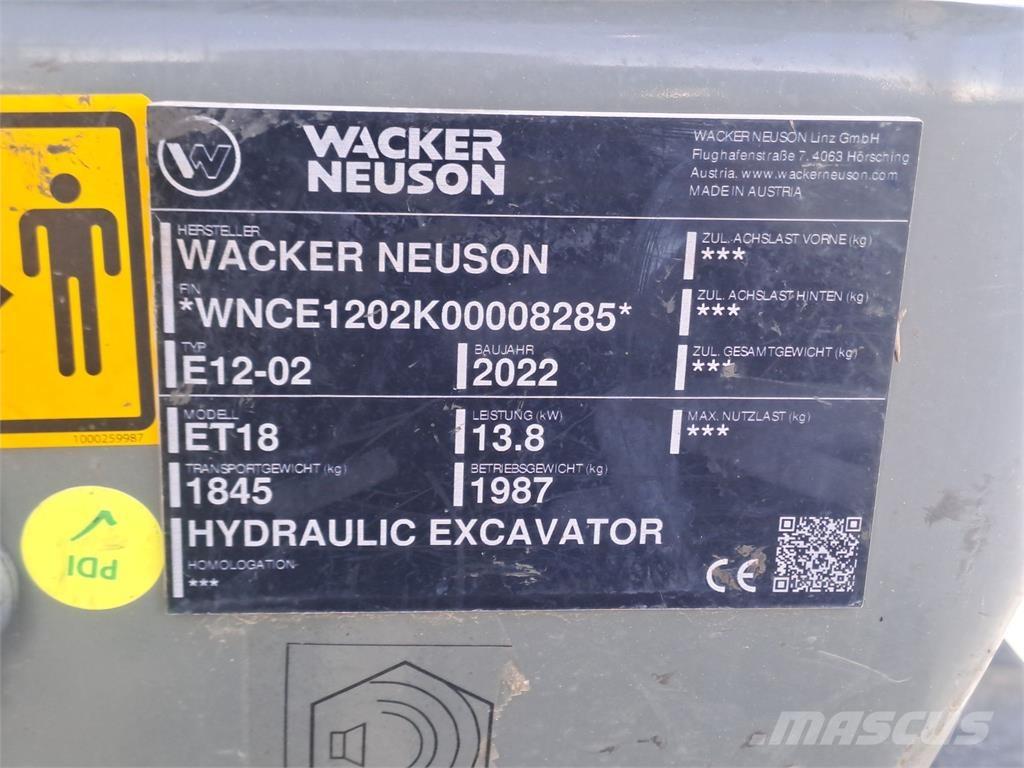 WACKER
NEUSON
WACKER NEUSON Linz GmbH
Flughafenstraße 7, 4063 Hörsching
Austria, www.wackerneuson.com
MADE IN AUSTRIA
HERSTELLER
WACKER NEUSON
FIN
*WNCE1202K00008285*
TYP
E12-02
BAUJAHR
2022
ZUL. ACHSLAST VORNE (kg)
***
ZUL. ACHSLAST HINTEN (kg)
***
ZUL. GESAMTGEWICHT (kg)
***
MODELL
ET18
LEISTUNG (kW)
13.8
MAX. NUTZLAST (kg)
***
TRANSPORTGEWICHT (kg)
1845
BETRIEBSGEWICHT (kg)
1987
HYDRAULIC EXCAVATOR
HOMOLOGATION
***
CE
1000259987
PDI
MASCUS